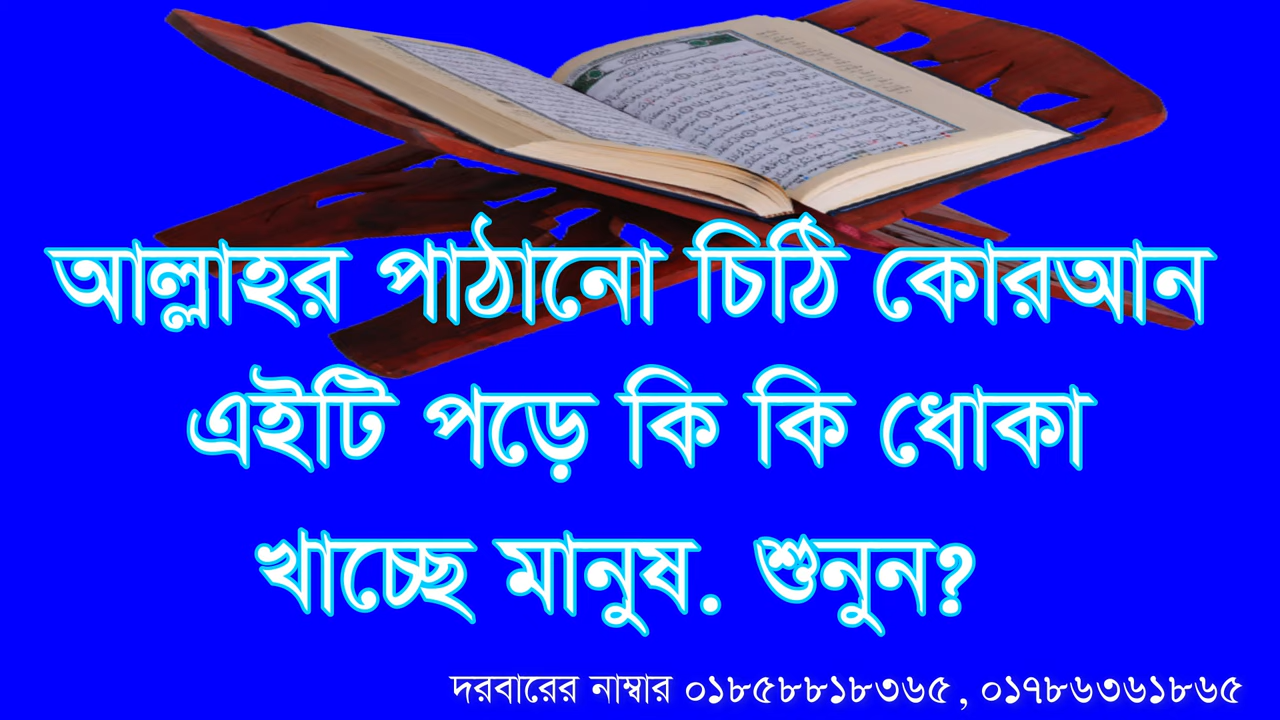 আল্লাহর পাঠানো চিঠি কোরআন
এইটি পড়ে কি কি ধোকা
খাচ্ছে মানুষ. শুনুন?
দরবারের নাম্বার ০১৮৫৮৮১৮৩৬৫, ০১৭৮৬৩৬১৮৬৫